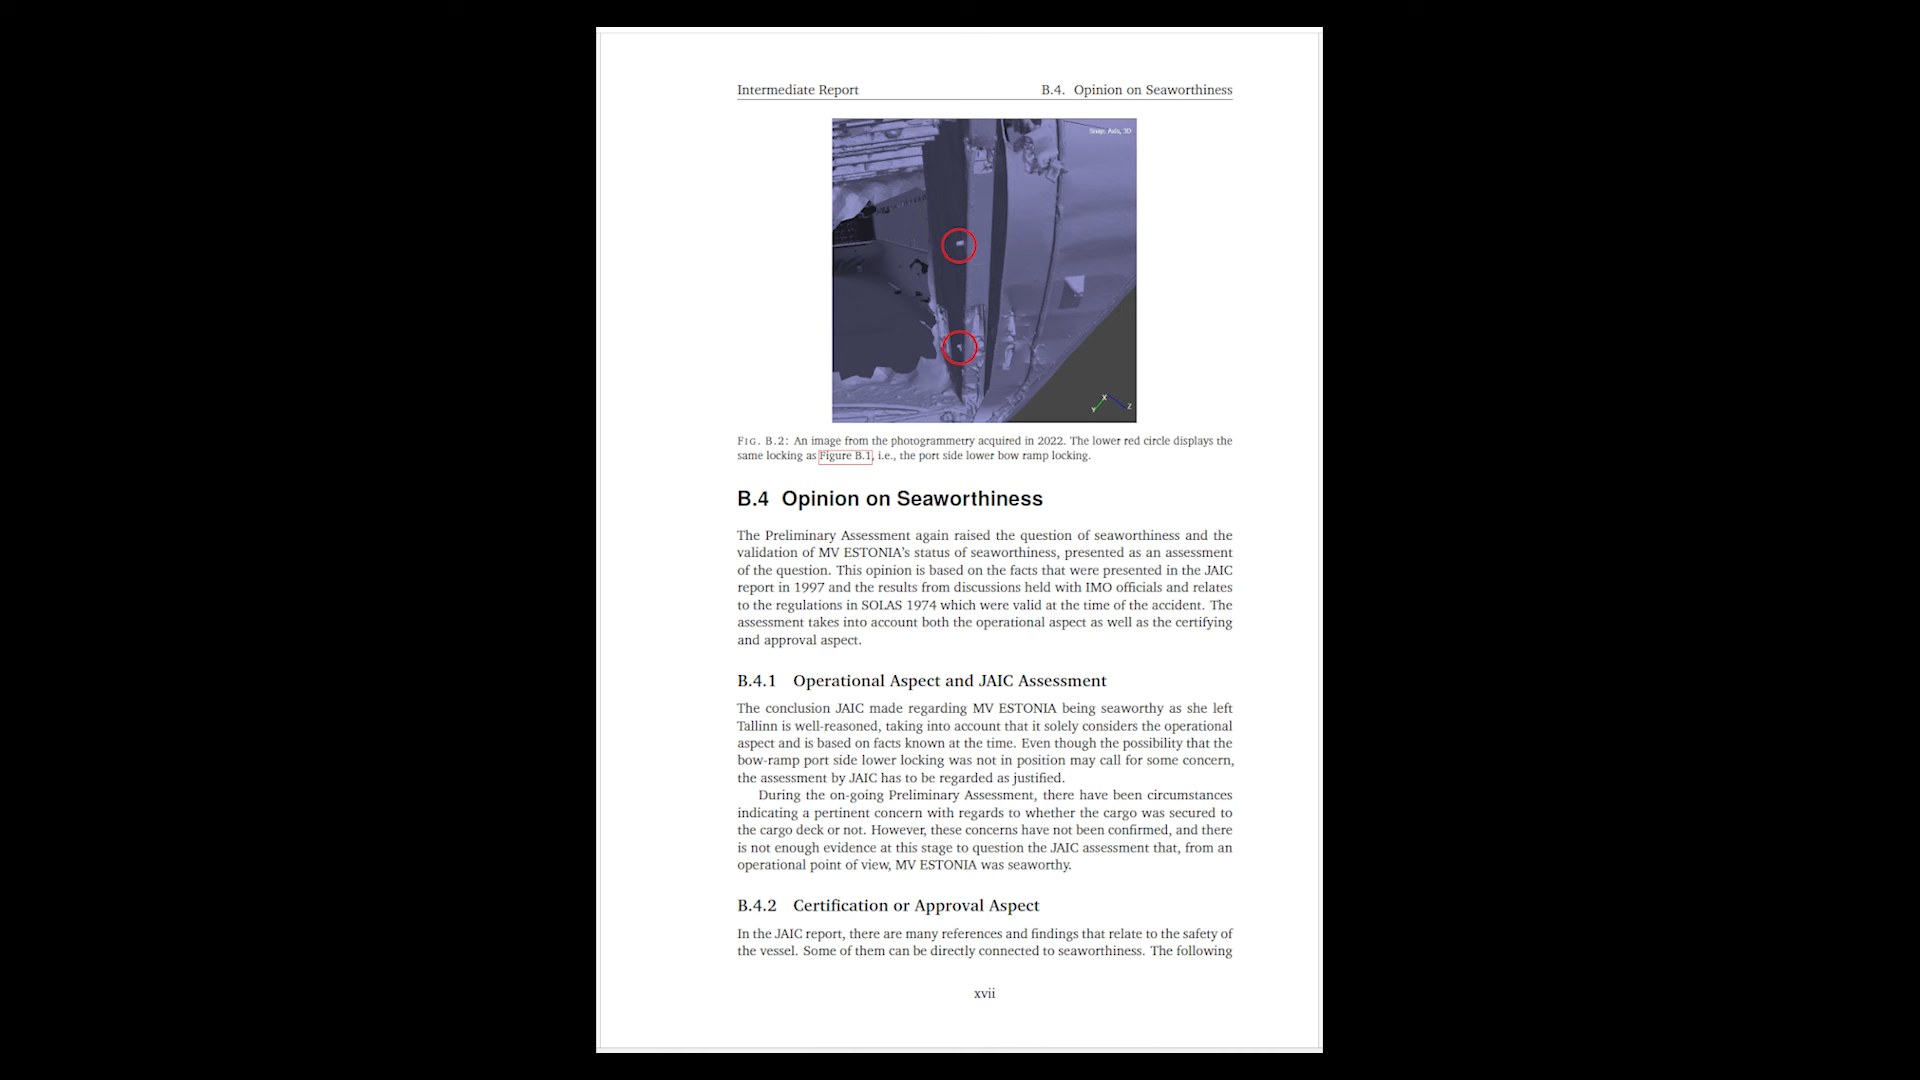 Intermediate Report B.4. Opinion on Seaworthiness
Snap: Axis, 3D
X
Y Z
FIG. B.2: An image from the photogrammetry acquired in 2022. The lower red circle displays the
same locking as Figure B.1, i.e., the port side lower bow ramp locking.
B.4 Opinion on Seaworthiness
The Preliminary Assessment again raised the question of seaworthiness and the
validation of MV ESTONIA's status of seaworthiness, presented as an assessment
of the question. This opinion is based on the facts that were presented in the JAIC
report in 1997 and the results from discussions held with IMO officials and relates
to the regulations in SOLAS 1974 which were valid at the time of the accident. The
assessment takes into account both the operational aspect as well as the certifying
and approval aspect.
B.4.1 Operational Aspect and JAIC Assessment
The conclusion JAIC made regarding MV ESTONIA being seaworthy as she left
Tallinn is well-reasoned, taking into account that it solely considers the operational
aspect and is based on facts known at the time. Even though the possibility that the
bow-ramp port side lower locking was not in position may call for some concern,
the assessment by JAIC has to be regarded as justified.
During the on-going Preliminary Assessment, there have been circumstances
indicating a pertinent concern with regards to whether the cargo was secured to
the cargo deck or not. However, these concerns have not been confirmed, and there
is not enough evidence at this stage to question the JAIC assessment that, from an
operational point of view, MV ESTONIA was seaworthy.
B.4.2 Certification or Approval Aspect
In the JAIC report, there are many references and findings that relate to the safety of
the vessel. Some of them can be directly connected to seaworthiness. The following
xvii